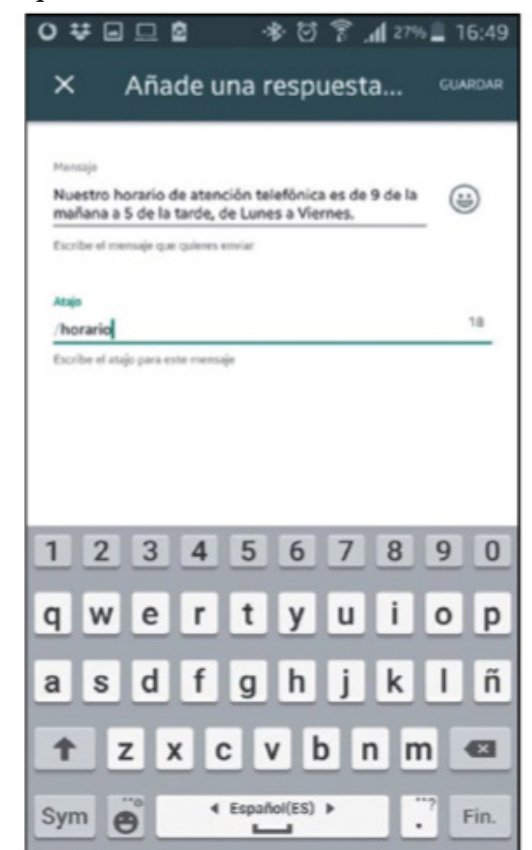 27% 16:49
Añade una respuesta... GUARDAR
Mensaje
Nuestro horario de atención telefónica es de 9 de la
mañana a 5 de la tarde, de Lunes a Viernes.
Escribe el mensaje que quieres enviar
Atajo
/horario 18
Escribe el atajo para este mensaje
1 2 3 4 5 6 7 8 9 0
q w e r t y u i o p
a s d f g h j k l ñ
z x c v b n m
Sym Español(ES) . ? Fin.